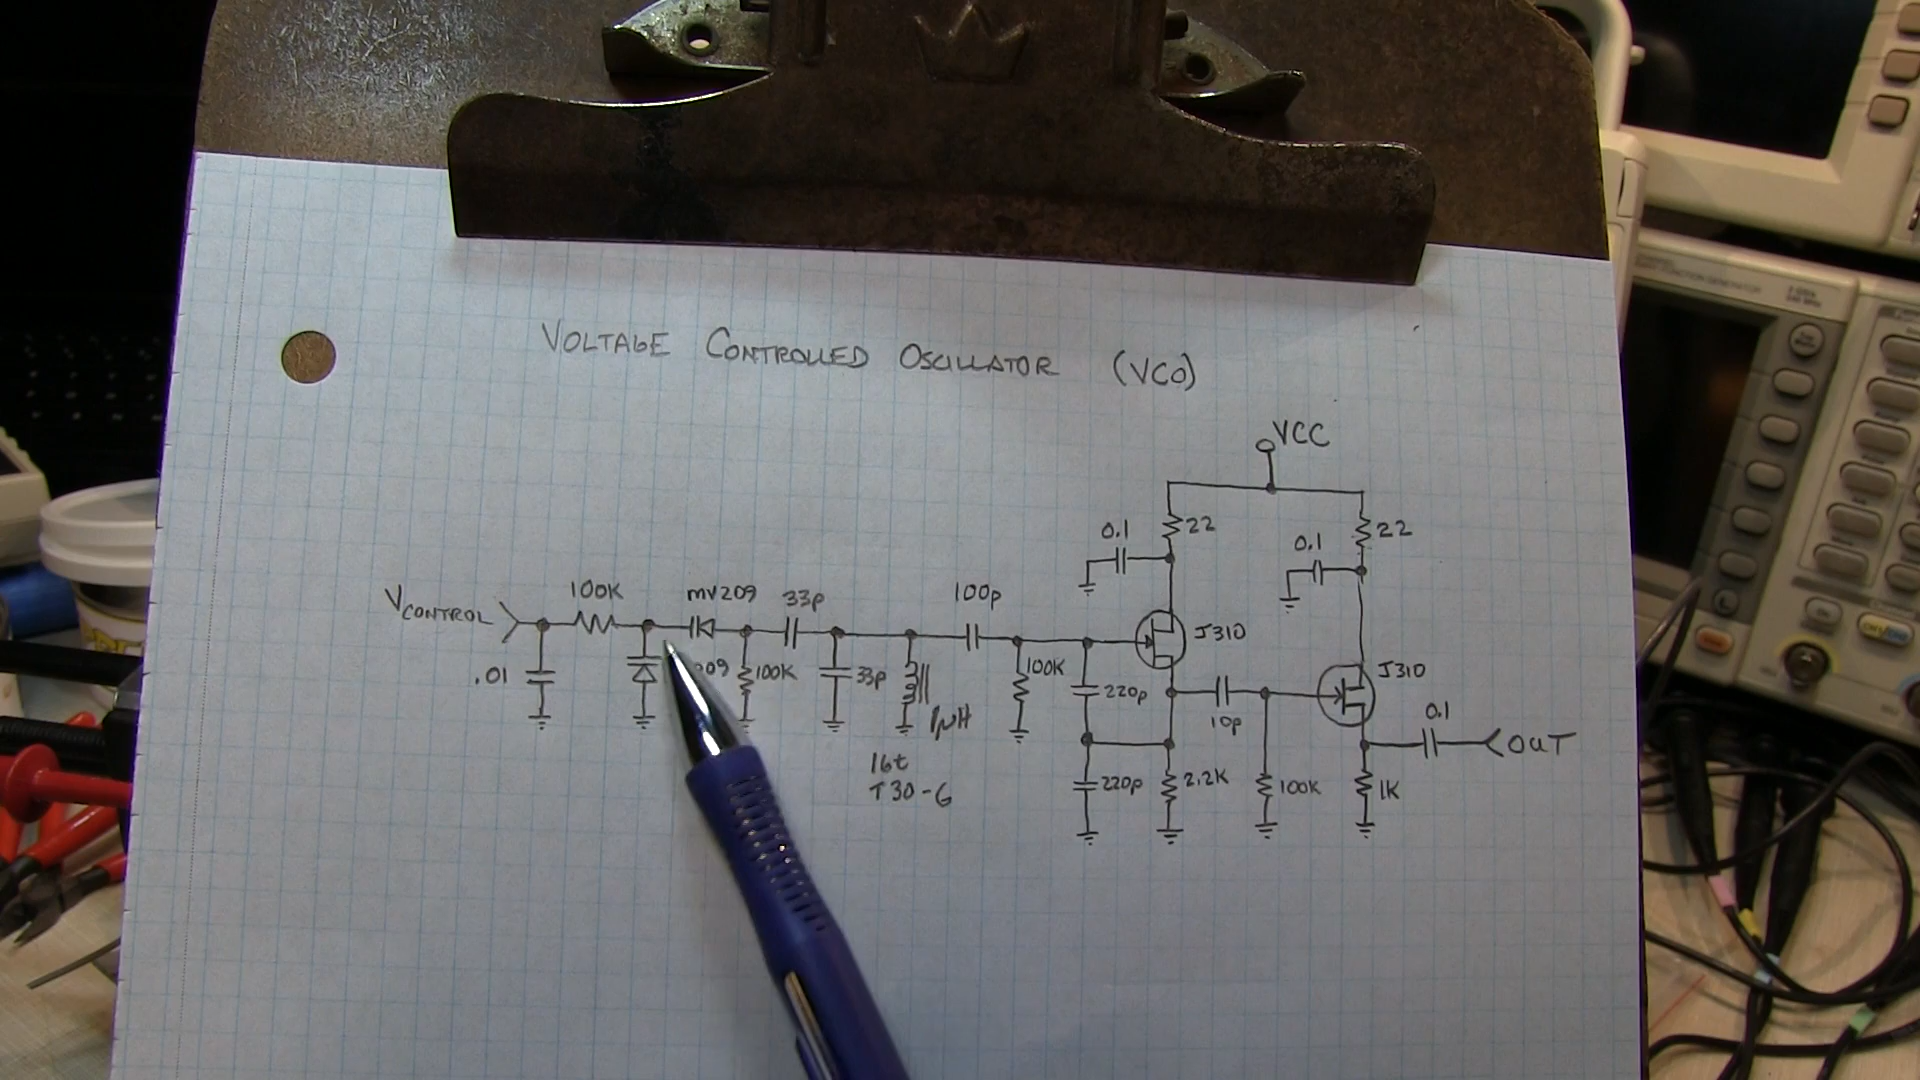 VOLTAGE CONTROLLED OSCILLATOR (VCO)
VCC
22
22
0.1
0.1
100K
MV209
33p
100p
VCONTROL
J310
.01
09
100K
33p
1µH
100K
220p
10p
J310
0.1
OUT
16t
T30-6
220p
2.2K
100K
1K